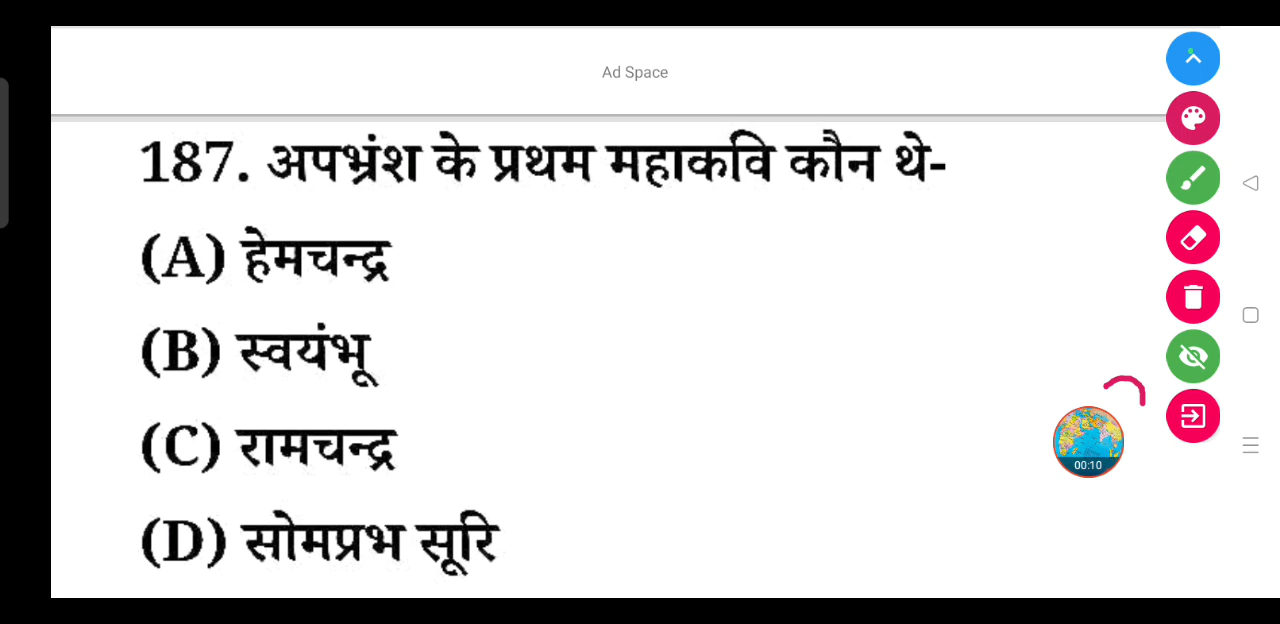 Ad Space
187. अपभ्रंश के प्रथम महाकवि कौन थे-
(A) हेमचन्द्र
(B) स्वयंभू
(C) रामचन्द्र
(D) सोमप्रभ सूरि
00:10